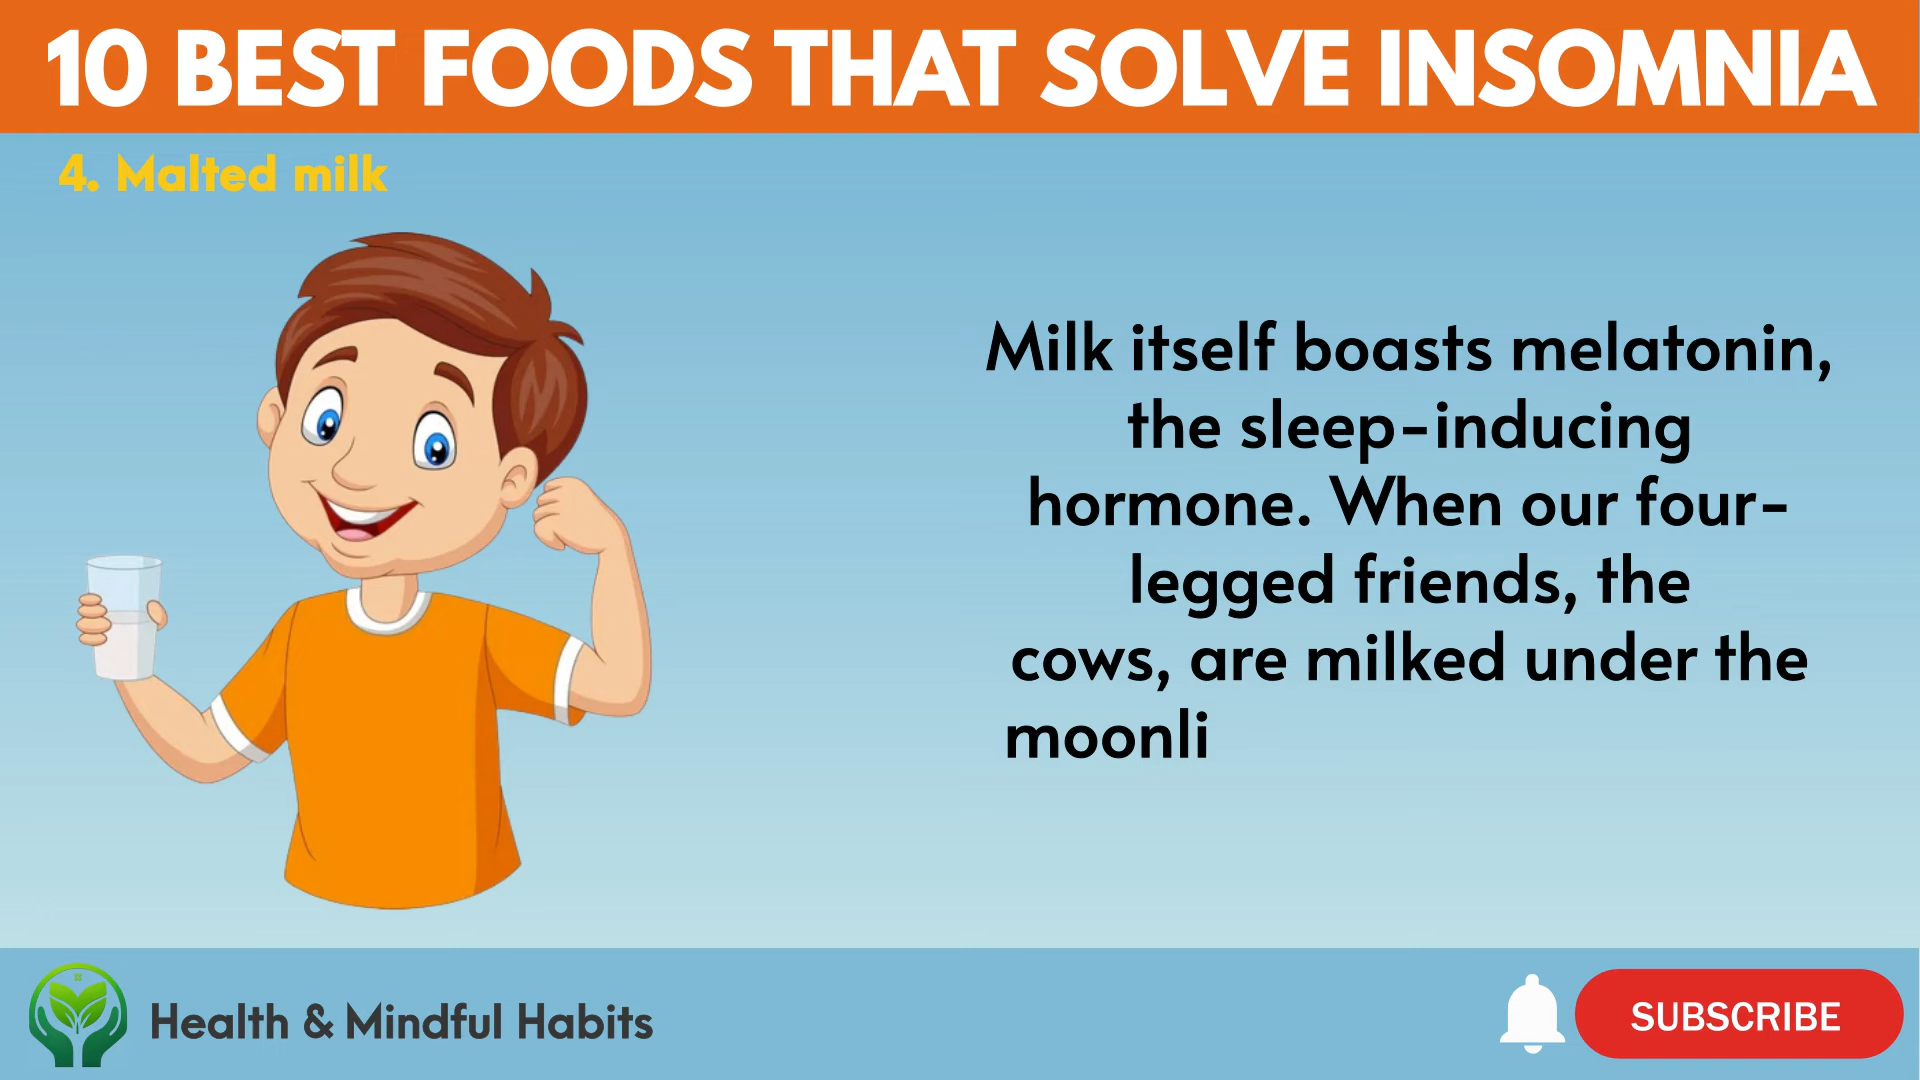 10 BEST FOODS THAT SOLVE INSOMNIA
4. Malted milk
Milk itself boasts melatonin,
the sleep-inducing
hormone. When our four-
legged friends, the
cows, are milked under the
moonli
Health & Mindful Habits
SUBSCRIBE